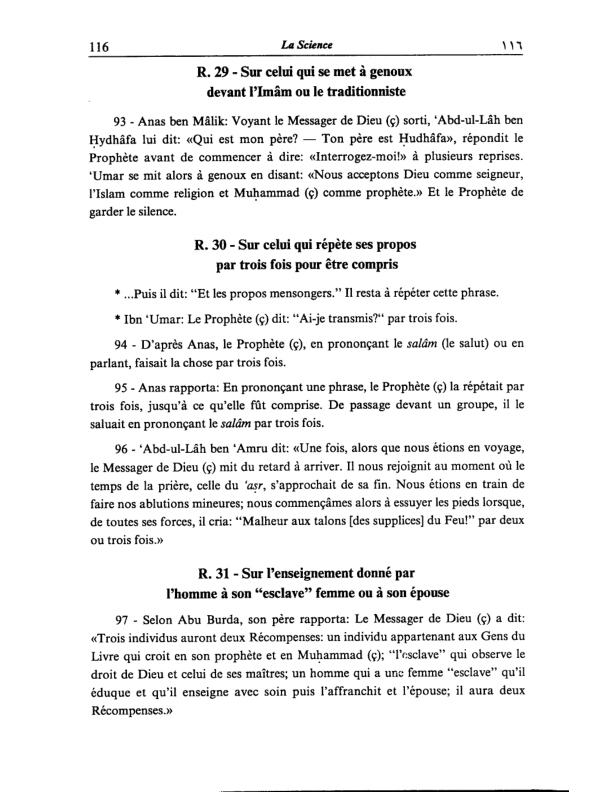 116 La Science ١١٦
R. 29 - Sur celui qui se met à genoux
devant l'Imâm ou le traditionniste
93 - Anas ben Mâlik: Voyant le Messager de Dieu (ç) sorti, 'Abd-ul-Lâh ben
Ḥydhâfa lui dit: «Qui est mon père? — Ton père est Ḥudhâfa», répondit le
Prophète avant de commencer à dire: «Interrogez-moi!» à plusieurs reprises.
'Umar se mit alors à genoux en disant: «Nous acceptons Dieu comme seigneur,
l'Islam comme religion et Muḥammad (ç) comme prophète.» Et le Prophète de
garder le silence.
R. 30 - Sur celui qui répète ses propos
par trois fois pour être compris
* ...Puis il dit: "Et les propos mensongers." Il resta à répéter cette phrase.
* Ibn 'Umar: Le Prophète (ç) dit: "Ai-je transmis?" par trois fois.
94 - D'après Anas, le Prophète (ç), en prononçant le salâm (le salut) ou en
parlant, faisait la chose par trois fois.
95 - Anas rapporta: En prononçant une phrase, le Prophète (ç) la répétait par
trois fois, jusqu'à ce qu'elle fût comprise. De passage devant un groupe, il le
saluait en prononçant le salâm par trois fois.
96 - 'Abd-ul-Lâh ben 'Amru dit: «Une fois, alors que nous étions en voyage,
le Messager de Dieu (ç) mit du retard à arriver. Il nous rejoignit au moment où le
temps de la prière, celle du 'aṣr, s'approchait de sa fin. Nous étions en train de
faire nos ablutions mineures; nous commençâmes alors à essuyer les pieds lorsque,
de toutes ses forces, il cria: "Malheur aux talons [des supplices] du Feu!" par deux
ou trois fois.»
R. 31 - Sur l'enseignement donné par
l'homme à son "esclave" femme ou à son épouse
97 - Selon Abu Burda, son père rapporta: Le Messager de Dieu (ç) a dit:
«Trois individus auront deux Récompenses: un individu appartenant aux Gens du
Livre qui croit en son prophète et en Muḥammad (ç); "l'esclave" qui observe le
droit de Dieu et celui de ses maîtres; un homme qui a une femme "esclave" qu'il
éduque et qu'il enseigne avec soin puis l'affranchit et l'épouse; il aura deux
Récompenses.»